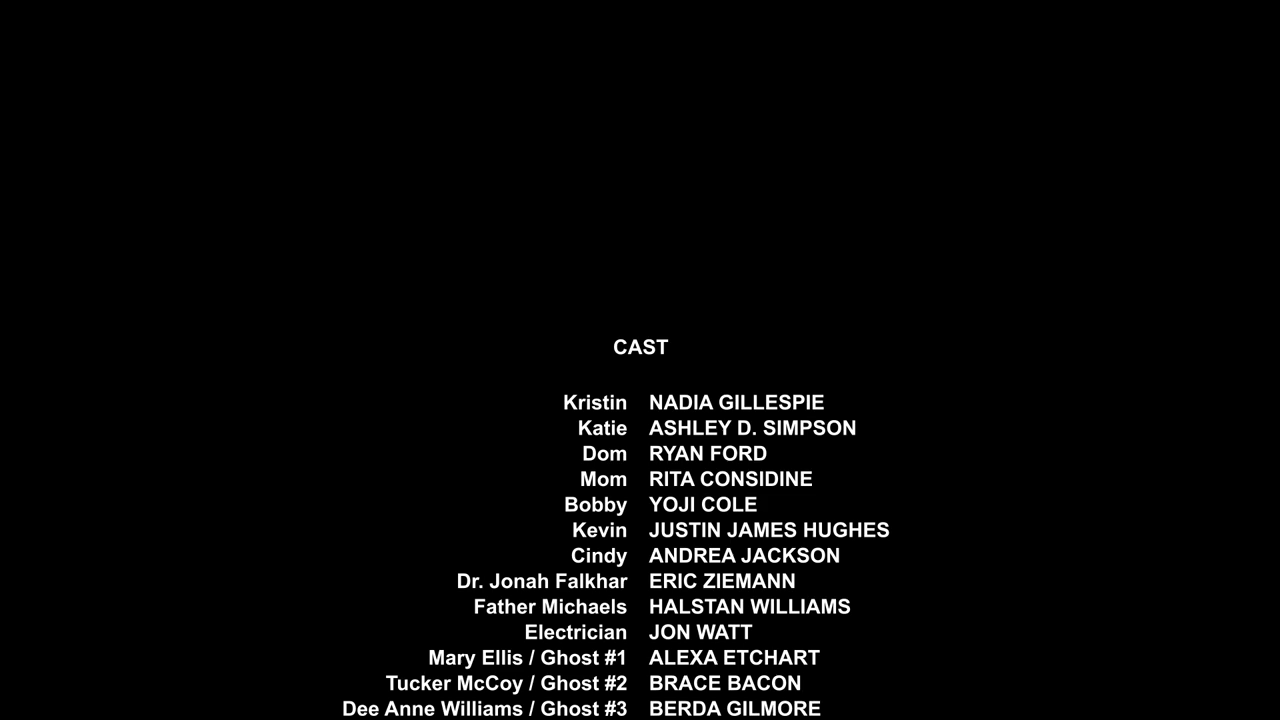 CAST
Kristin NADIA GILLESPIE
Katie ASHLEY D. SIMPSON
Dom RYAN FORD
Mom RITA CONSIDINE
Bobby YOJI COLE
Kevin JUSTIN JAMES HUGHES
Cindy ANDREA JACKSON
Dr. Jonah Falkhar ERIC ZIEMANN
Father Michaels HALSTAN WILLIAMS
Electrician JON WATT
Mary Ellis / Ghost #1 ALEXA ETCHART
Tucker McCoy / Ghost #2 BRACE BACON
Dee Anne Williams / Ghost #3 BERDA GILMORE